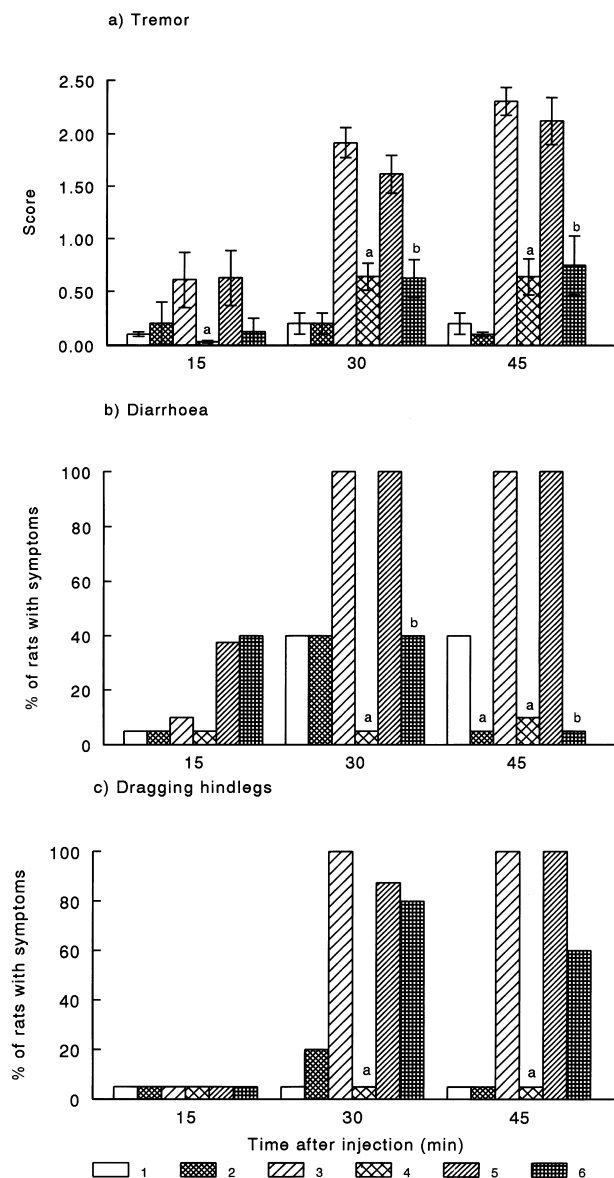 a) Tremor
2.50
2.00
1.50
1.00
0.50
0.00
Score
a
a
b
a
b
15 30 45
b) Diarrhoea
100
80
60
40
20
0
% of rats with symptoms
a
b
a
a
b
15 30 45
c) Dragging hindlegs
100
80
60
40
20
0
% of rats with symptoms
a
a
15 30 45
Time after injection (min)
1 2 3 4 5 6